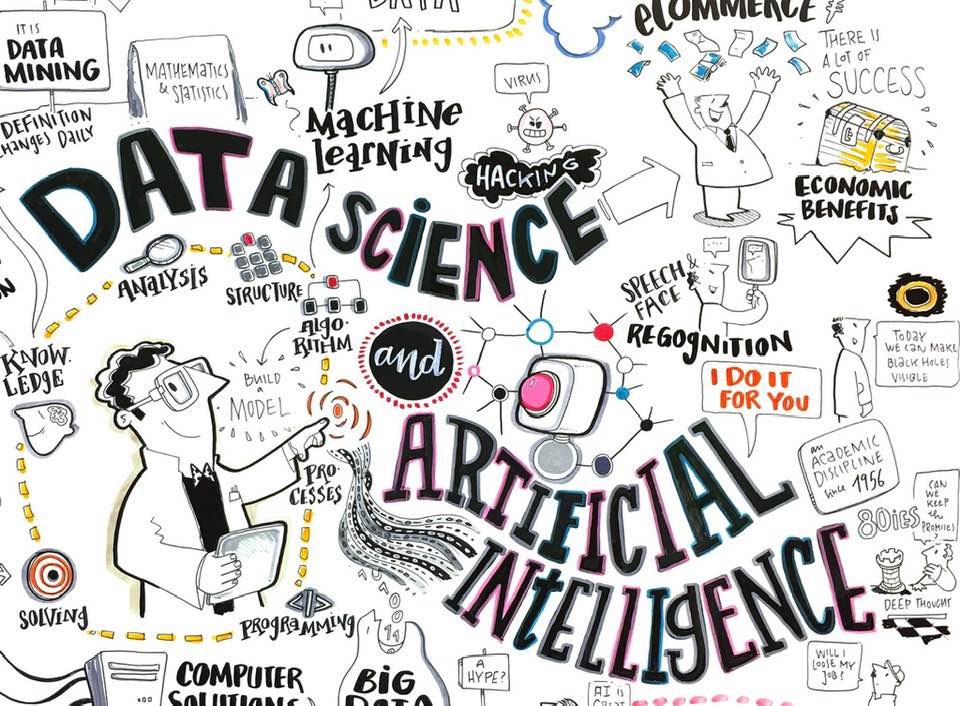 eCOMMERCE
DATA
IT IS
DATA
MINING
DEFINITION
HANGES DAILY
MATHEMATICS
& STATISTICS
MACHINE
LEARNING
VIRUS
HACKING
THERE IS
A LOT OF
SUCCESS
ECONOMIC
BENEFITS
DATA SCIENCE
ANALYSIS
STRUCTURE
ALGO-
RITHM
KNOW-
LEDGE
BUILD
A
MODEL
PRO
CESSES
and
SPEECH &
FACE
REGOGNITION
TODAY
WE CAN MAKE
BLACK HOLES
VISIBLE
I DO IT
FOR YOU
ARTIFICIAL
INTELLIGENCE
an
ACADEMIC
DISCIPLINE
since 1956
80IES
CAN
WE
KEEP
the
PROMISES?
DEEP THOUGHT
SOLVING
PROGRAMMING
COMPUTER
SOLUTIONS
BIG
DATA
A
HYPE?
AI IS
GREAT
WILL I
LOOSE MY
JOB?